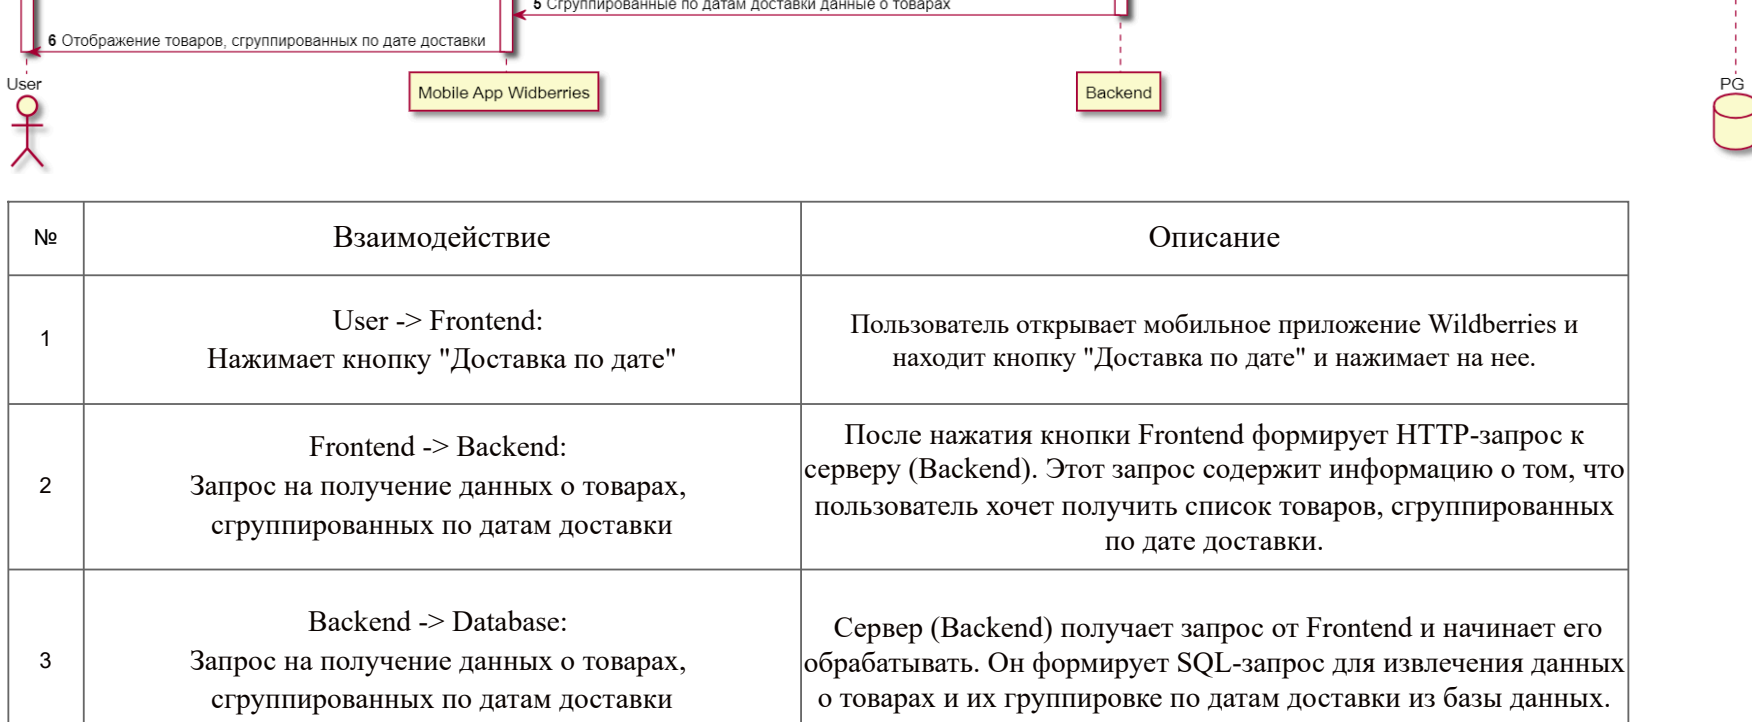 5 Сгруппированные по датам доставки данные о товарах
6 Отображение товаров, сгруппированных по дате доставки
User
Mobile App Widberries
Backend
PG
№
Взаимодействие
Описание
1
User -> Frontend:
Нажимает кнопку "Доставка по дате"
Пользователь открывает мобильное приложение Wildberries и
находит кнопку "Доставка по дате" и нажимает на нее.
2
Frontend -> Backend:
Запрос на получение данных о товарах,
сгруппированных по датам доставки
После нажатия кнопки Frontend формирует HTTP-запрос к
серверу (Backend). Этот запрос содержит информацию о том, что
пользователь хочет получить список товаров, сгруппированных
по дате доставки.
3
Backend -> Database:
Запрос на получение данных о товарах,
сгруппированных по датам доставки
Сервер (Backend) получает запрос от Frontend и начинает его
обрабатывать. Он формирует SQL-запрос для извлечения данных
о товарах и их группировке по датам доставки из базы данных.